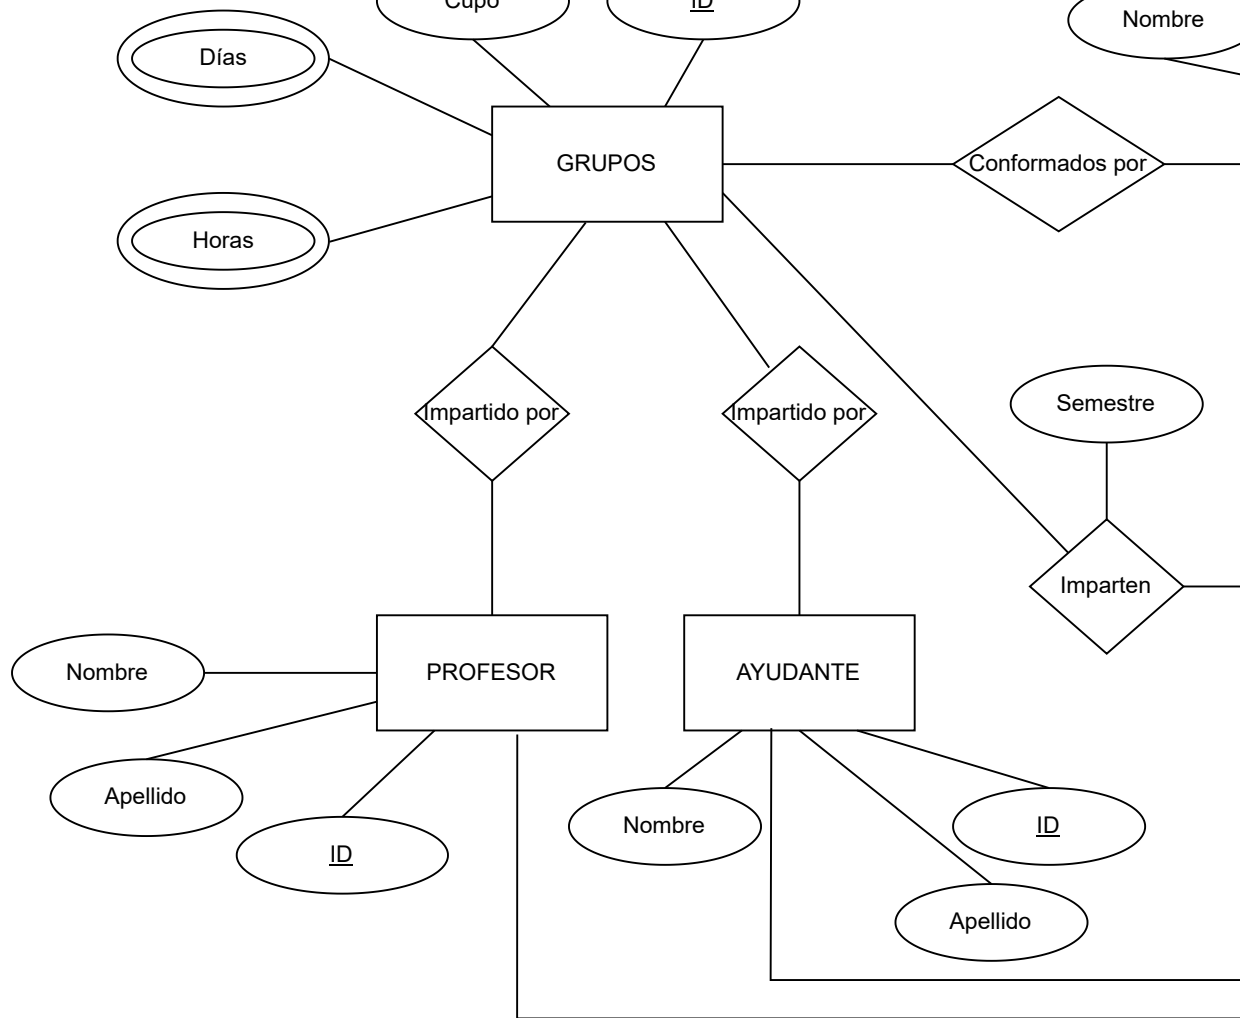 Cupo
ID
Nombre
Días
GRUPOS
Conformados por
Horas
Semestre
Impartido por
Impartido por
Imparten
Nombre
PROFESOR
AYUDANTE
Apellido
Nombre
ID
ID
Apellido